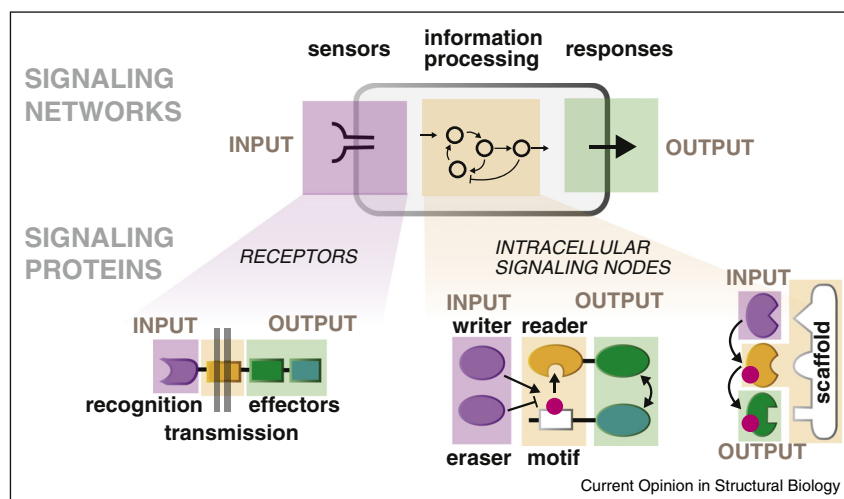 sensors
information
processing
responses
SIGNALING
NETWORKS
INPUT
OUTPUT
SIGNALING
PROTEINS
RECEPTORS
INTRACELLULAR
SIGNALING NODES
INPUT
OUTPUT
recognition
effectors
transmission
INPUT
OUTPUT
writer
reader
eraser
motif
INPUT
scaffold
OUTPUT
Current Opinion in Structural Biology